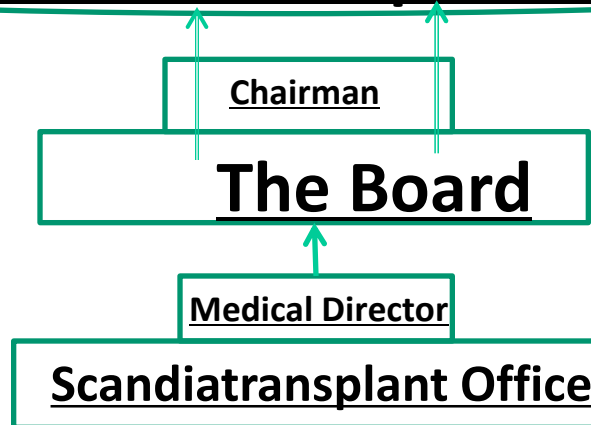 Chairman
The Board
Medical Director
Scandiatransplant Office